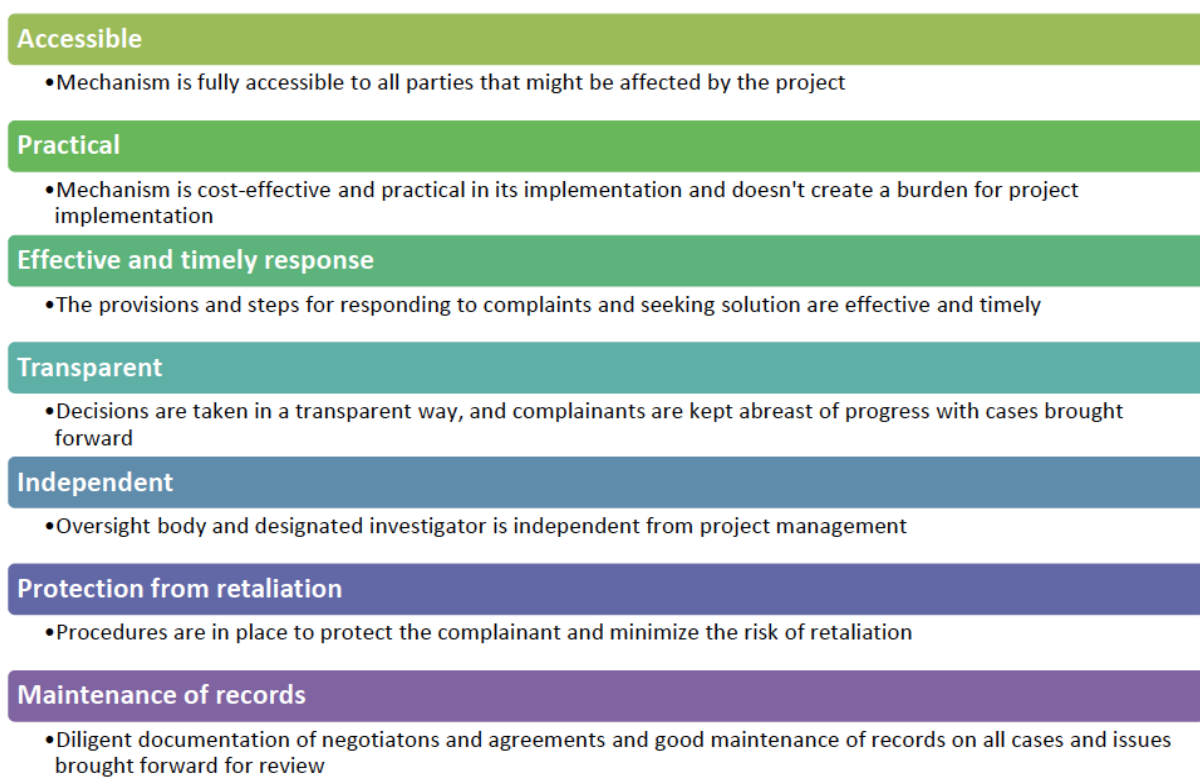 Accessible
•Mechanism is fully accessible to all parties that might be affected by the project
Practical
•Mechanism is cost-effective and practical in its implementation and doesn't create a burden for project
implementation
Effective and timely response
•The provisions and steps for responding to complaints and seeking solution are effective and timely
Transparent
•Decisions are taken in a transparent way, and complainants are kept abreast of progress with cases brought
forward
Independent
•Oversight body and designated investigator is independent from project management
Protection from retaliation
•Procedures are in place to protect the complainant and minimize the risk of retaliation
Maintenance of records
•Diligent documentation of negotiatons and agreements and good maintenance of records on all cases and issues
brought forward for review